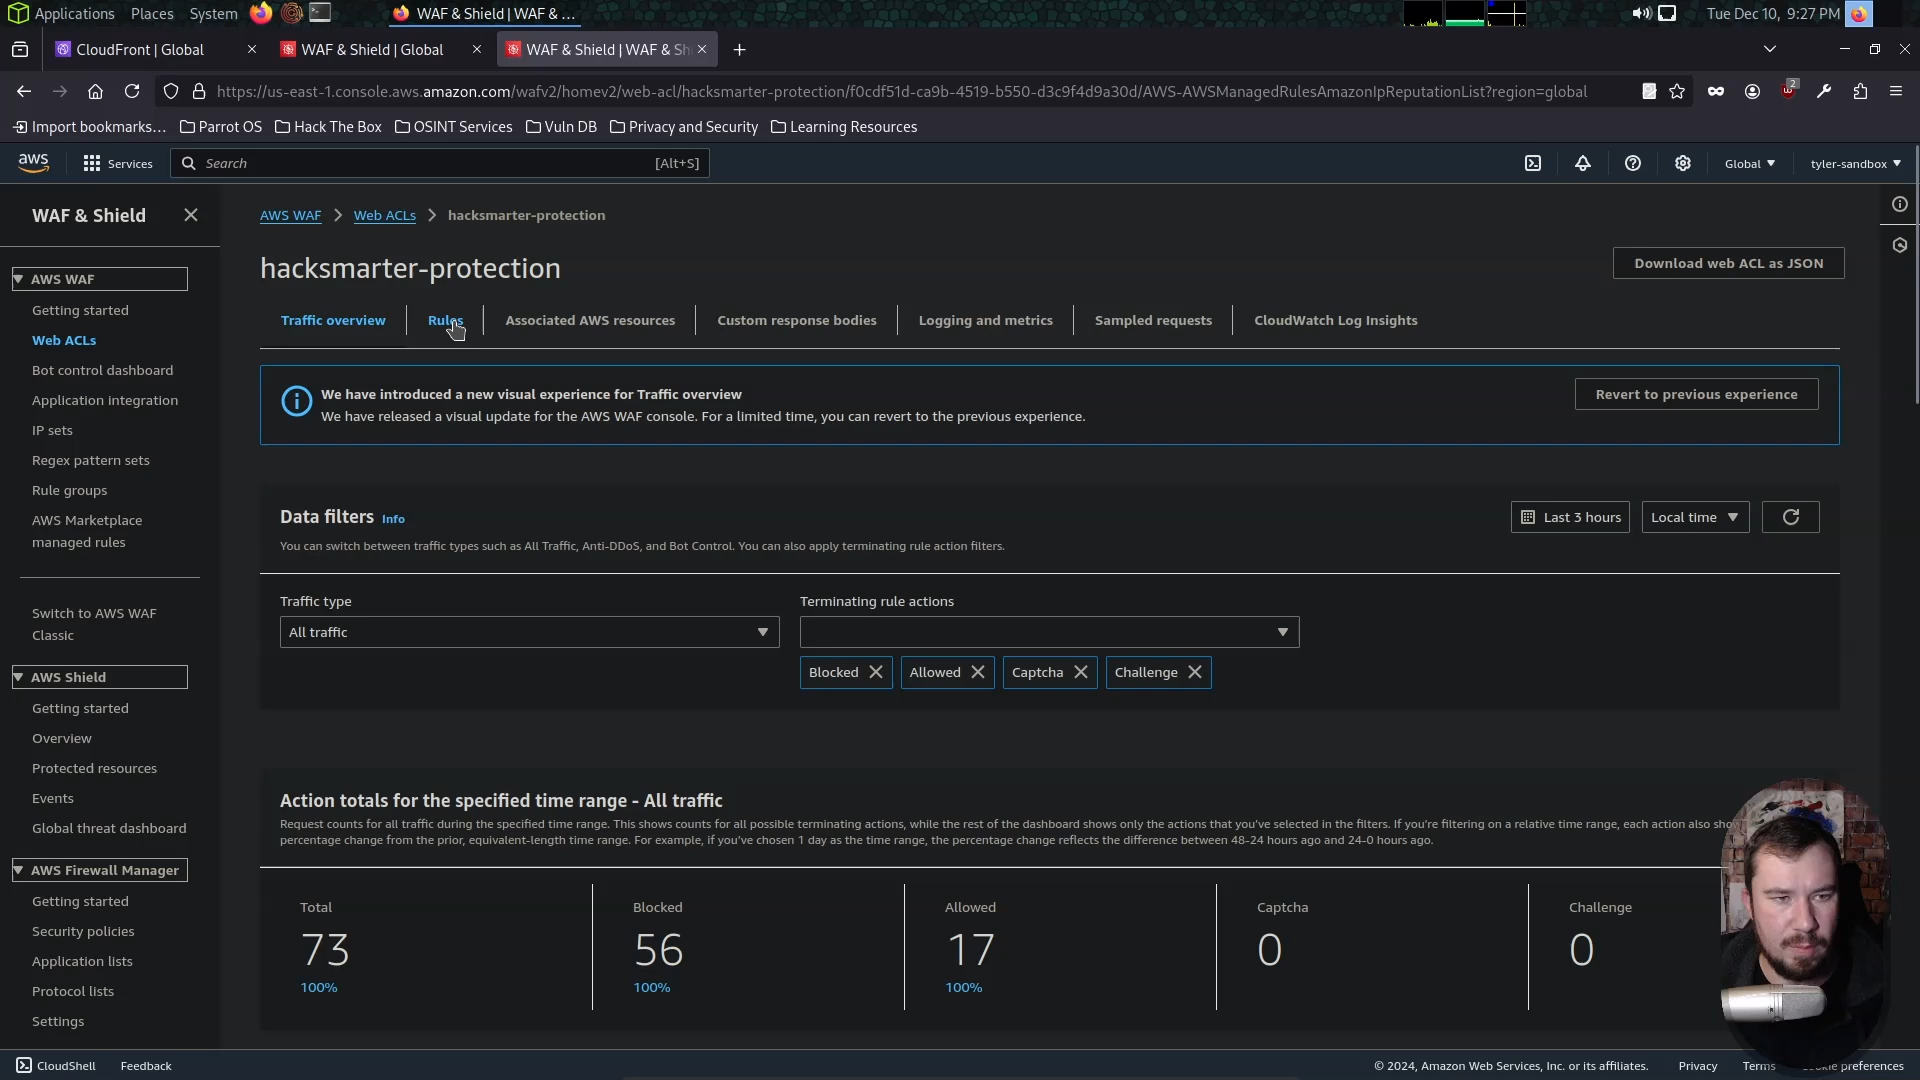 Applications Places System WAF & Shield | WAF & ... Tue Dec 10, 9:27 PM
CloudFront | Global WAF & Shield | Global WAF & Shield | WAF & Sh
https://us-east-1.console.aws.amazon.com/wafv2/homev2/web-acl/hacksmarter-protection/f0cdf51d-ca9b-4519-b550-d3c9f4d9a30d/AWS-AWSManagedRulesAmazonIpReputationList?region=global 2
Import bookmarks... Parrot OS Hack The Box OSINT Services Vuln DB Privacy and Security Learning Resources
aws Services Search [Alt+S] Global tyler-sandbox
WAF & Shield
AWS WAF
Getting started
Web ACLs
Bot control dashboard
Application integration
IP sets
Regex pattern sets
Rule groups
AWS Marketplace
managed rules
Switch to AWS WAF
Classic
AWS Shield
Getting started
Overview
Protected resources
Events
Global threat dashboard
AWS Firewall Manager
Getting started
Security policies
Application lists
Protocol lists
Settings
AWS WAF Web ACLs hacksmarter-protection
hacksmarter-protection
Download web ACL as JSON
Traffic overview Rules Associated AWS resources Custom response bodies Logging and metrics Sampled requests CloudWatch Log Insights
We have introduced a new visual experience for Traffic overview
We have released a visual update for the AWS WAF console. For a limited time, you can revert to the previous experience.
Revert to previous experience
Data filters Info
Last 3 hours Local time
You can switch between traffic types such as All Traffic, Anti-DDoS, and Bot Control. You can also apply terminating rule action filters.
Traffic type Terminating rule actions
All traffic
Blocked Allowed Captcha Challenge
Action totals for the specified time range - All traffic
Request counts for all traffic during the specified time range. This shows counts for all possible terminating actions, while the rest of the dashboard shows only the actions that you've selected in the filters. If you're filtering on a relative time range, each action also sho
percentage change from the prior, equivalent-length time range. For example, if you've chosen 1 day as the time range, the percentage change reflects the difference between 48-24 hours ago and 24-0 hours ago.
Total Blocked Allowed Captcha Challenge
73 56 17 0 0
100% 100% 100%
CloudShell Feedback © 2024, Amazon Web Services, Inc. or its affiliates. Privacy Terms preferences